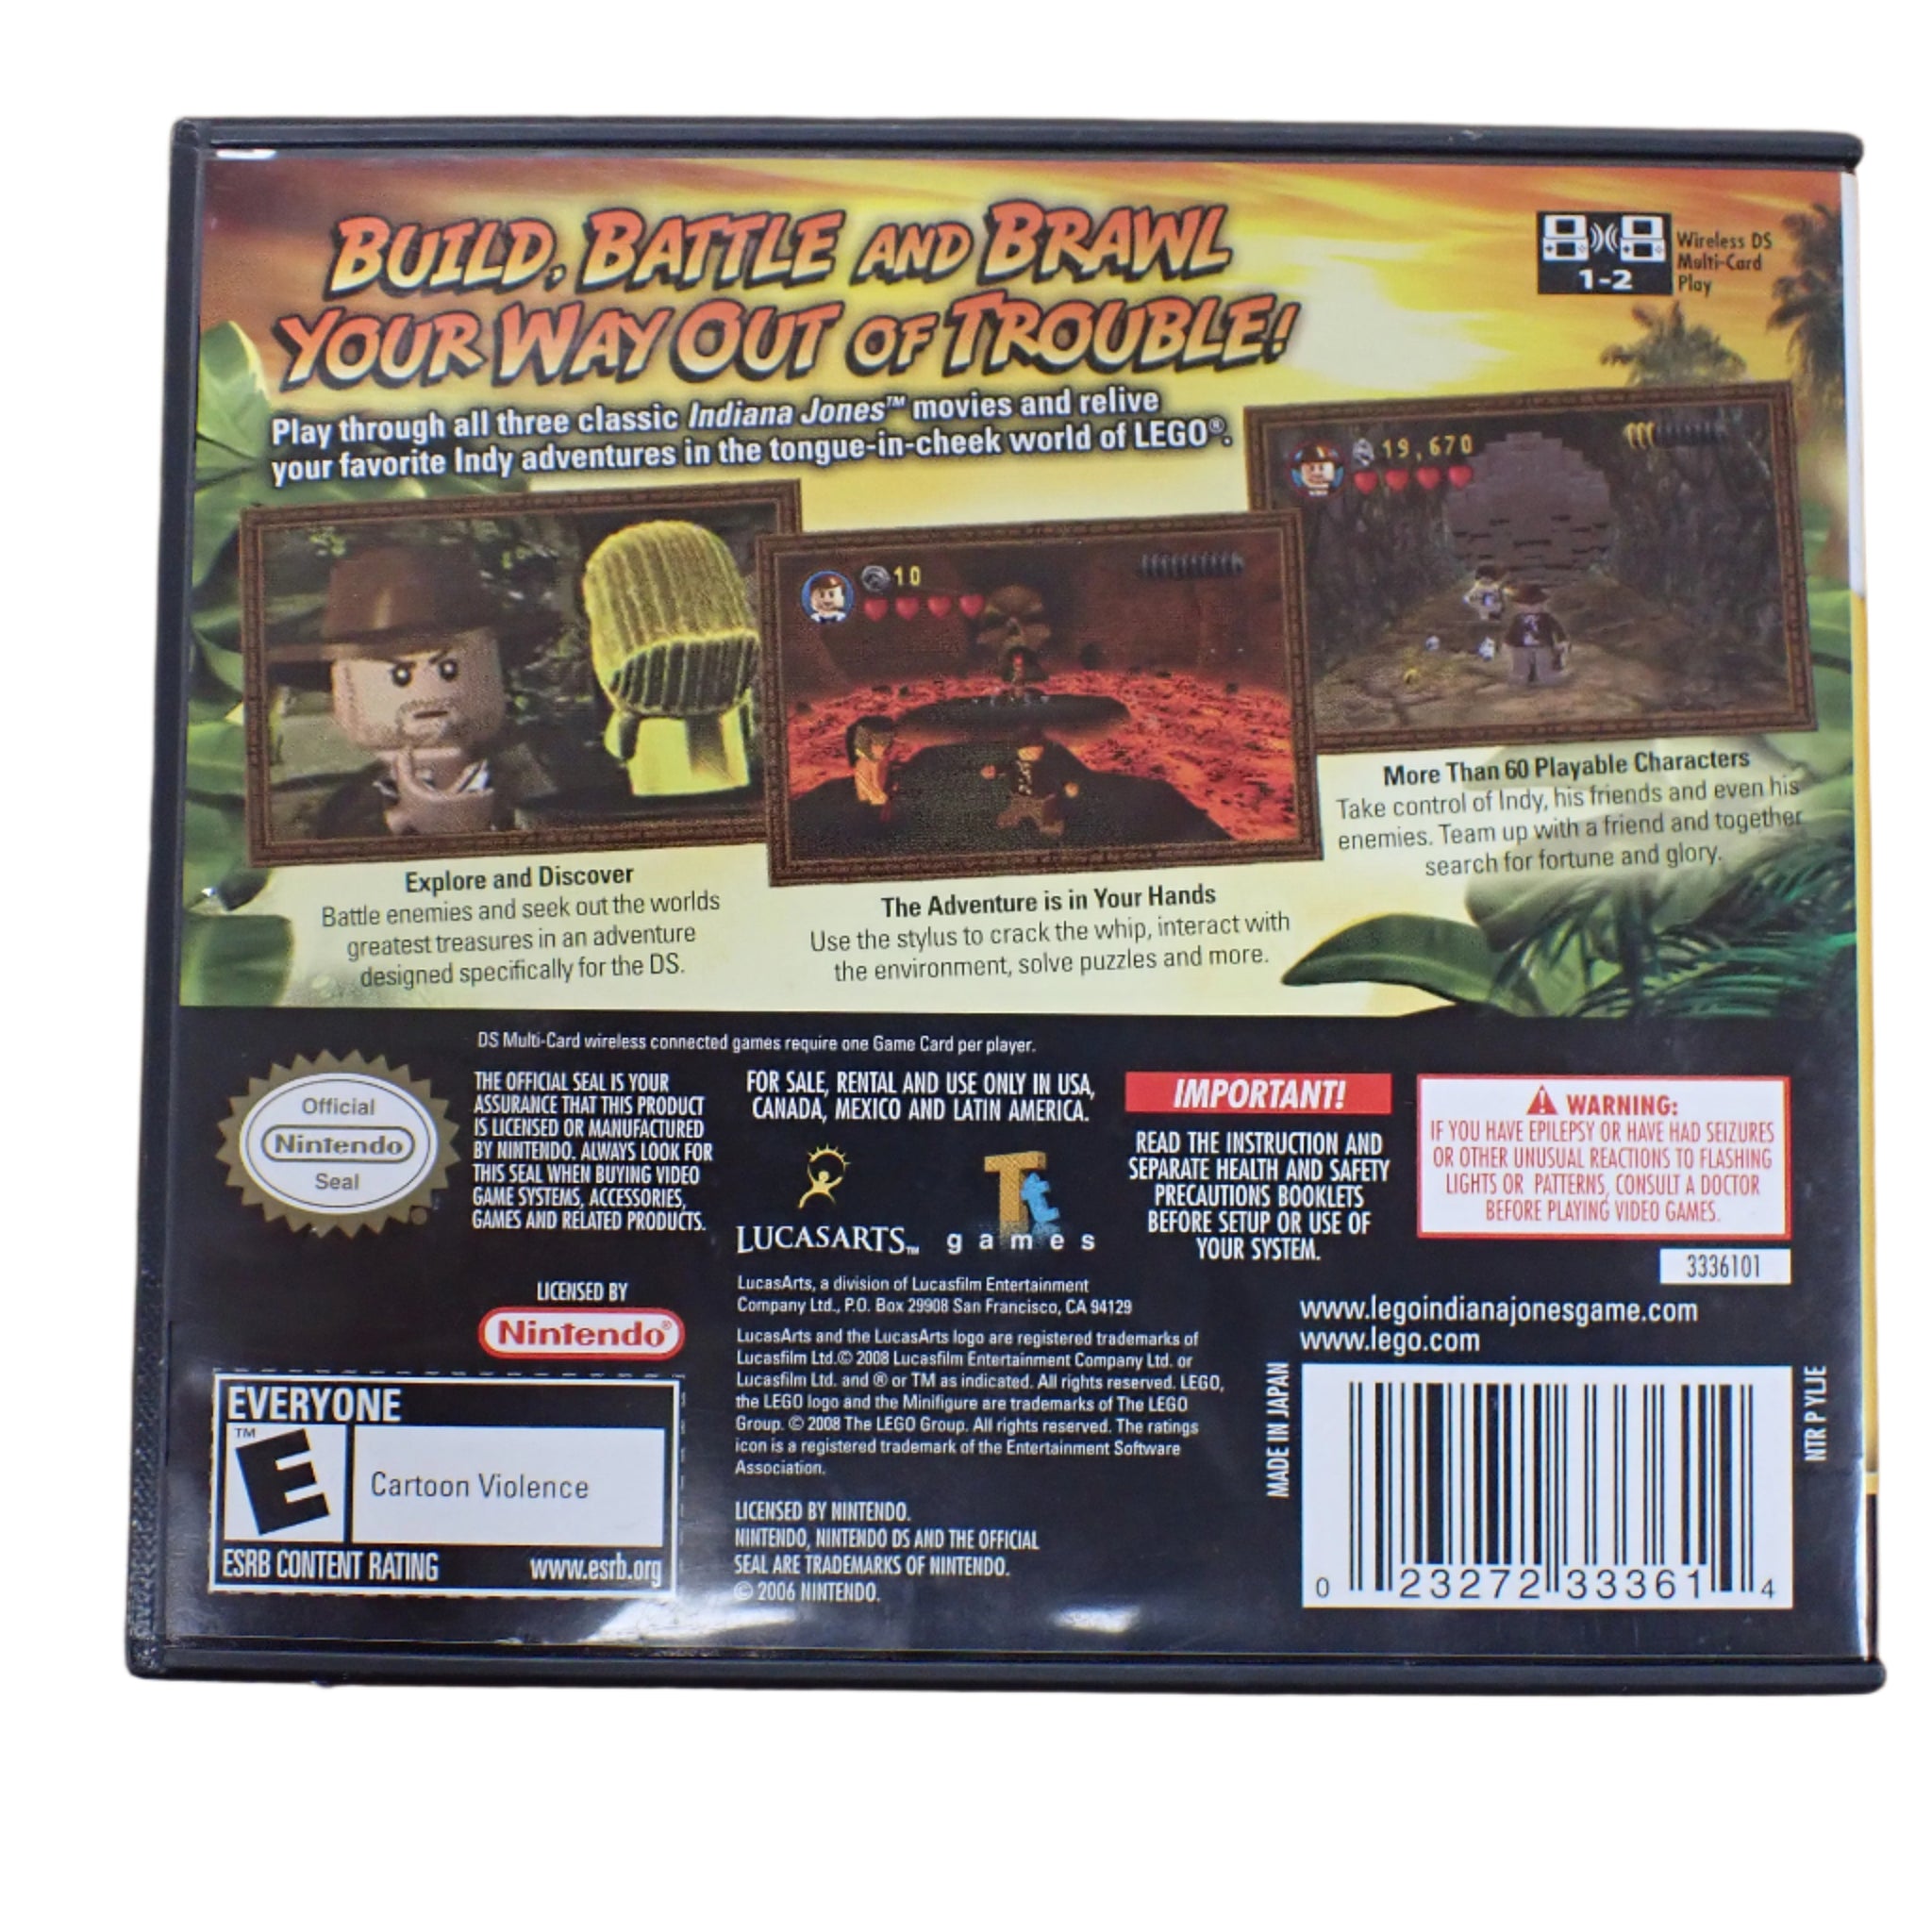 BUILD, BATTLE AND BRAWL
YOUR WAY OUT OF TROUBLE!
Wireless DS
Multi-Card
Play
1-2
Play through all three classic Indiana Jones™ movies and relive
your favorite Indy adventures in the tongue-in-cheek world of LEGO®.
19,670
10
More Than 60 Playable Characters
Take control of Indy, his friends and even his
enemies. Team up with a friend and together
search for fortune and glory.
Explore and Discover
Battle enemies and seek out the worlds
greatest treasures in an adventure
designed specifically for the DS.
The Adventure is in Your Hands
Use the stylus to crack the whip, interact with
the environment, solve puzzles and more.
DS Multi-Card wireless connected games require one Game Card per player.
Official
Nintendo
Seal
THE OFFICIAL SEAL IS YOUR
ASSURANCE THAT THIS PRODUCT
IS LICENSED OR MANUFACTURED
BY NINTENDO. ALWAYS LOOK FOR
THIS SEAL WHEN BUYING VIDEO
GAME SYSTEMS, ACCESSORIES,
GAMES AND RELATED PRODUCTS.
FOR SALE, RENTAL AND USE ONLY IN USA,
CANADA, MEXICO AND LATIN AMERICA.
LUCASARTS™
Tt
games
IMPORTANT!
READ THE INSTRUCTION AND
SEPARATE HEALTH AND SAFETY
PRECAUTIONS BOOKLETS
BEFORE SETUP OR USE OF
YOUR SYSTEM.
WARNING:
IF YOU HAVE EPILEPSY OR HAVE HAD SEIZURES
OR OTHER UNUSUAL REACTIONS TO FLASHING
LIGHTS OR PATTERNS, CONSULT A DOCTOR
BEFORE PLAYING VIDEO GAMES.
3336101
LICENSED BY
Nintendo®
LucasArts, a division of Lucasfilm Entertainment
Company Ltd., P.O. Box 29908 San Francisco, CA 94129
LucasArts and the LucasArts logo are registered trademarks of
Lucasfilm Ltd.© 2008 Lucasfilm Entertainment Company Ltd. or
Lucasfilm Ltd. and ® or TM as indicated. All rights reserved. LEGO,
the LEGO logo and the Minifigure are trademarks of The LEGO
Group. © 2008 The LEGO Group. All rights reserved. The ratings
icon is a registered trademark of the Entertainment Software
Association.
LICENSED BY NINTENDO.
NINTENDO, NINTENDO DS AND THE OFFICIAL
SEAL ARE TRADEMARKS OF NINTENDO.
© 2006 NINTENDO.
www.legoindianajonesgame.com
www.lego.com
EVERYONE
™
E
Cartoon Violence
ESRB CONTENT RATING www.esrb.org
MADE IN JAPAN
NTR P YLJE
0 23272 33361 4